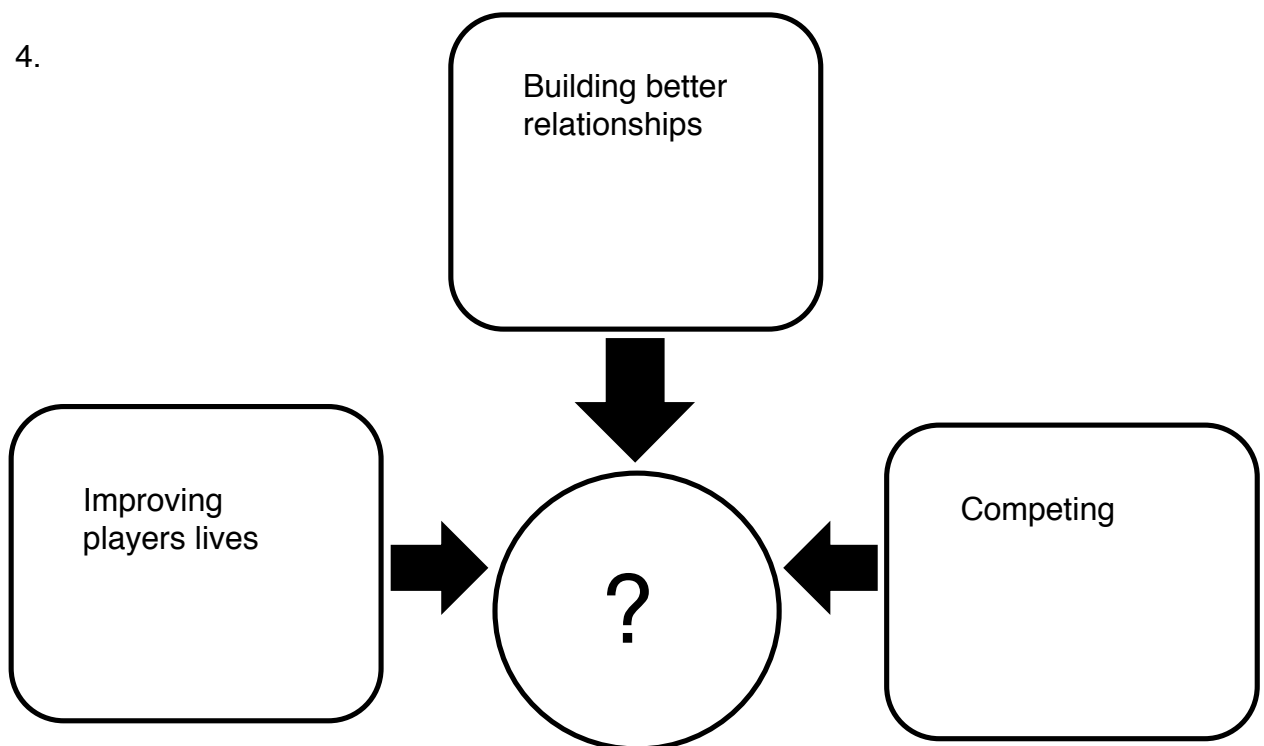 4.
Building better
relationships
Improving
players lives
Competing
?